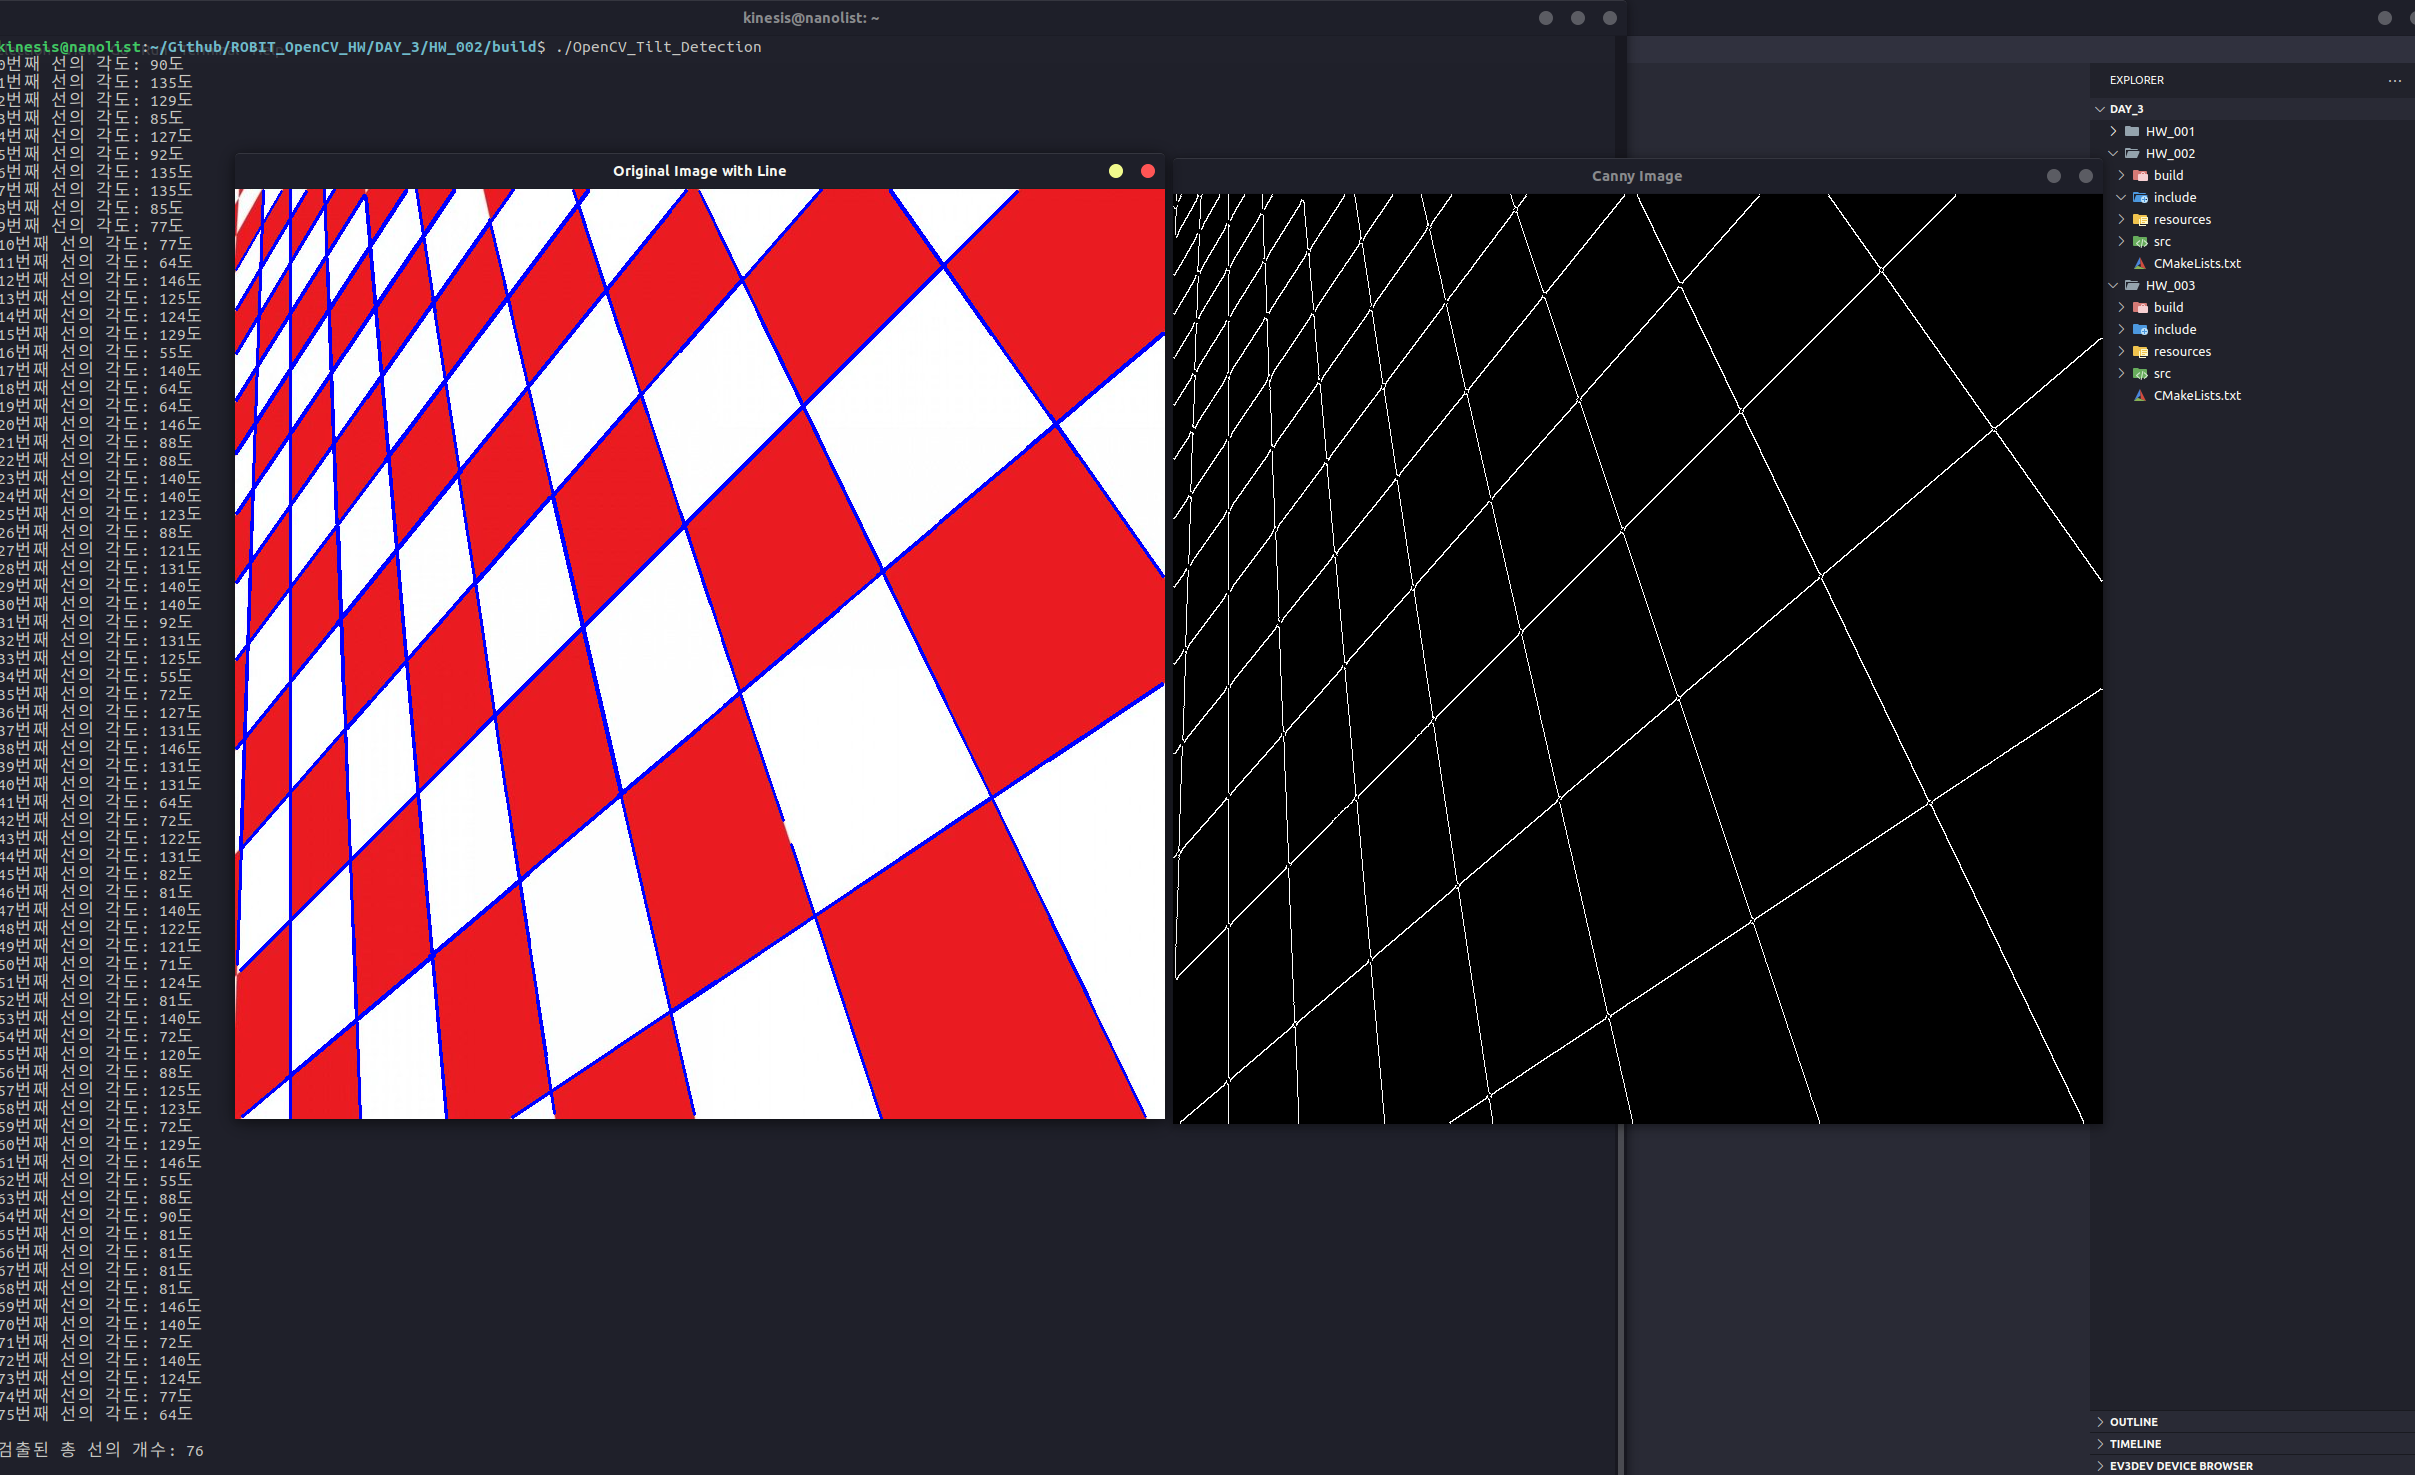 kinesis@nanolist: ~
kinesis@nanolist:~/Github/ROBIT_OpenCV_HW/DAY_3/HW_002/build$ ./OpenCV_Tilt_Detection
0번째 선의 각도: 90도
1번째 선의 각도: 135도
2번째 선의 각도: 129도
3번째 선의 각도: 85도
4번째 선의 각도: 127도
5번째 선의 각도: 92도
6번째 선의 각도: 135도
7번째 선의 각도: 135도
8번째 선의 각도: 85도
9번째 선의 각도: 77도
10번째 선의 각도: 77도
11번째 선의 각도: 64도
12번째 선의 각도: 146도
13번째 선의 각도: 125도
14번째 선의 각도: 124도
15번째 선의 각도: 129도
16번째 선의 각도: 55도
17번째 선의 각도: 140도
18번째 선의 각도: 64도
19번째 선의 각도: 64도
20번째 선의 각도: 146도
21번째 선의 각도: 88도
22번째 선의 각도: 88도
23번째 선의 각도: 140도
24번째 선의 각도: 140도
25번째 선의 각도: 123도
26번째 선의 각도: 88도
27번째 선의 각도: 121도
28번째 선의 각도: 131도
29번째 선의 각도: 140도
30번째 선의 각도: 140도
31번째 선의 각도: 92도
32번째 선의 각도: 131도
33번째 선의 각도: 125도
34번째 선의 각도: 55도
35번째 선의 각도: 72도
36번째 선의 각도: 127도
37번째 선의 각도: 131도
38번째 선의 각도: 146도
39번째 선의 각도: 131도
40번째 선의 각도: 131도
41번째 선의 각도: 64도
42번째 선의 각도: 72도
43번째 선의 각도: 122도
44번째 선의 각도: 131도
45번째 선의 각도: 82도
46번째 선의 각도: 81도
47번째 선의 각도: 140도
48번째 선의 각도: 122도
49번째 선의 각도: 121도
50번째 선의 각도: 71도
51번째 선의 각도: 124도
52번째 선의 각도: 81도
53번째 선의 각도: 140도
54번째 선의 각도: 72도
55번째 선의 각도: 120도
56번째 선의 각도: 88도
57번째 선의 각도: 125도
58번째 선의 각도: 123도
59번째 선의 각도: 72도
60번째 선의 각도: 129도
61번째 선의 각도: 146도
62번째 선의 각도: 55도
63번째 선의 각도: 88도
64번째 선의 각도: 90도
65번째 선의 각도: 81도
66번째 선의 각도: 81도
67번째 선의 각도: 81도
68번째 선의 각도: 81도
69번째 선의 각도: 146도
70번째 선의 각도: 140도
71번째 선의 각도: 72도
72번째 선의 각도: 140도
73번째 선의 각도: 124도
74번째 선의 각도: 77도
75번째 선의 각도: 64도
검출된 총 선의 개수: 76
Original Image with Line
Canny Image
EXPLORER
DAY_3
HW_001
HW_002
build
include
resources
src
CMakeLists.txt
HW_003
build
include
resources
src
CMakeLists.txt
OUTLINE
TIMELINE
EV3DEV DEVICE BROWSER